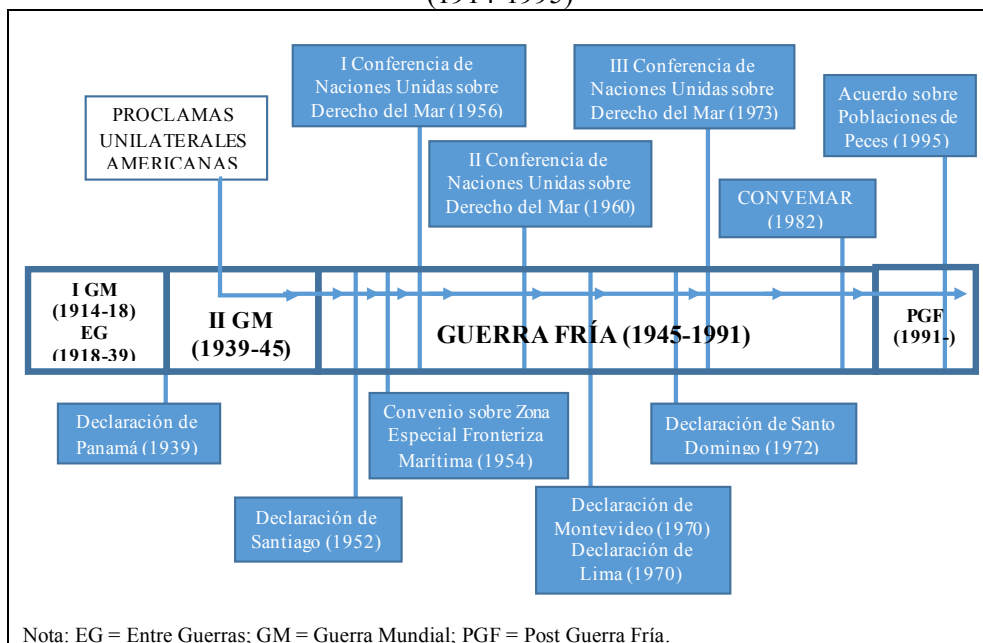 (1914-1995)
I Conferencia de
Naciones Unidas sobre
Derecho del Mar (1956)
III Conferencia de
Naciones Unidas sobre
Derecho del Mar (1973)
Acuerdo sobre
Poblaciones de
Peces (1995)
PROCLAMAS
UNILATERALES
AMERICANAS
II Conferencia de
Naciones Unidas sobre
Derecho del Mar (1960)
CONVEMAR
(1982)
I GM
(1914-18)
EG
(1918-39)
II GM
(1939-45)
GUERRA FRÍA (1945-1991)
PGF
(1991-)
Declaración de
Panamá (1939)
Convenio sobre Zona
Especial Fronteriza
Marítima (1954)
Declaración de Santo
Domingo (1972)
Declaración de
Santiago (1952)
Declaración de
Montevideo (1970)
Declaración de
Lima (1970)
Nota: EG = Entre Guerras; GM = Guerra Mundial; PGF = Post Guerra Fría.